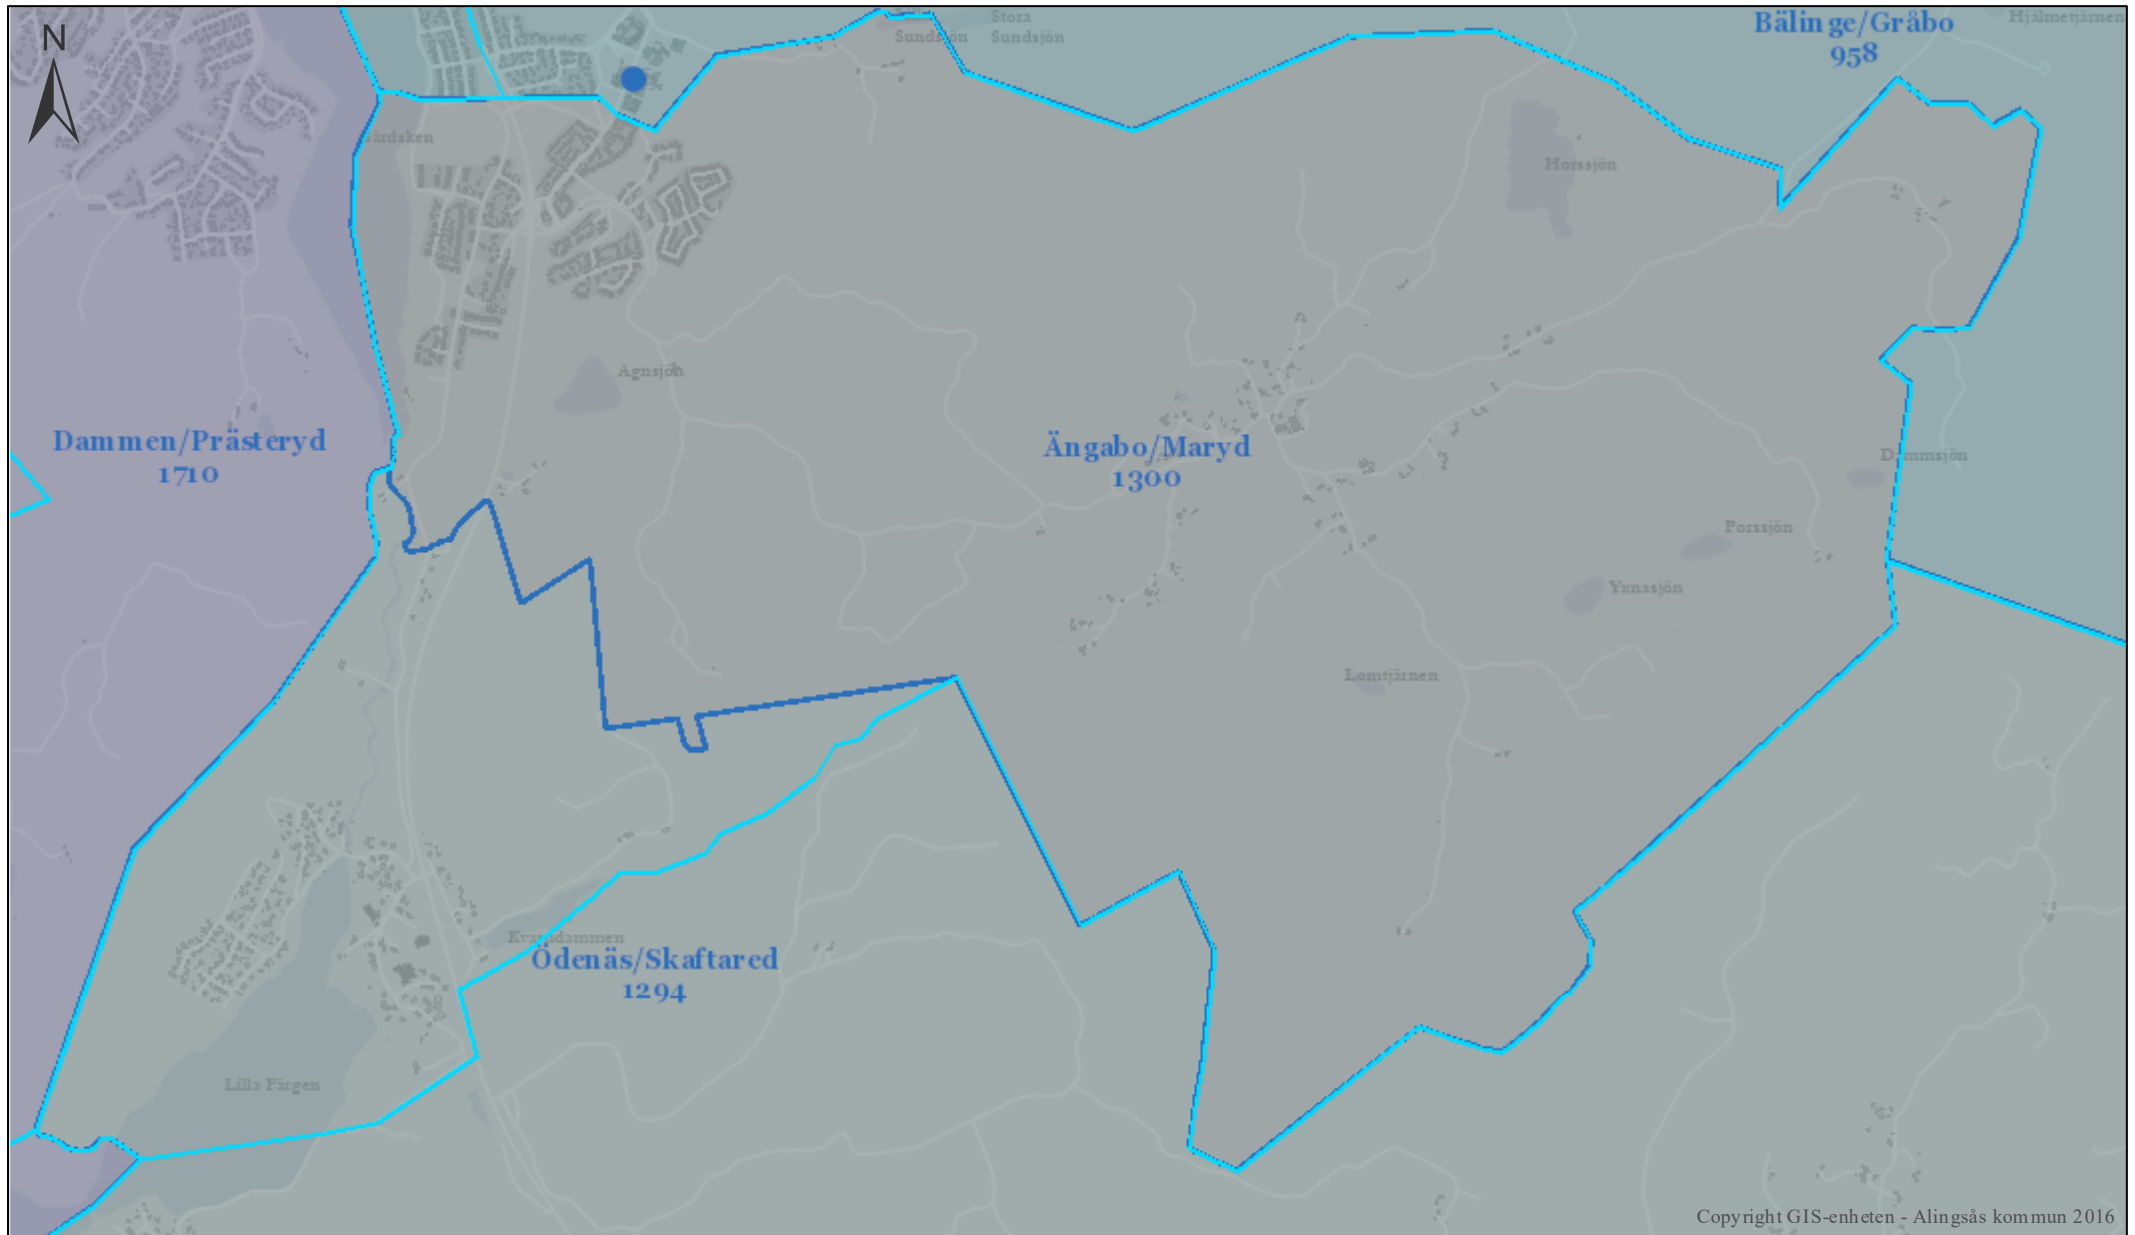 N
Stora
Sundsjön
Sundsjön
Bälinge/Gråbo
958
Hjälmetjärnen
Gärdsken
Horssjön
Agnsjön
Dammen/Prästeryd
1710
Ängabo/Maryd
1300
Dammsjön
Porssjön
Yxnasjön
Lomtjärnen
Kvarndammen
Ödenäs/Skaftared
1294
Lilla Färgen
Copyright GIS-enheten - Alingsås kommun 2016